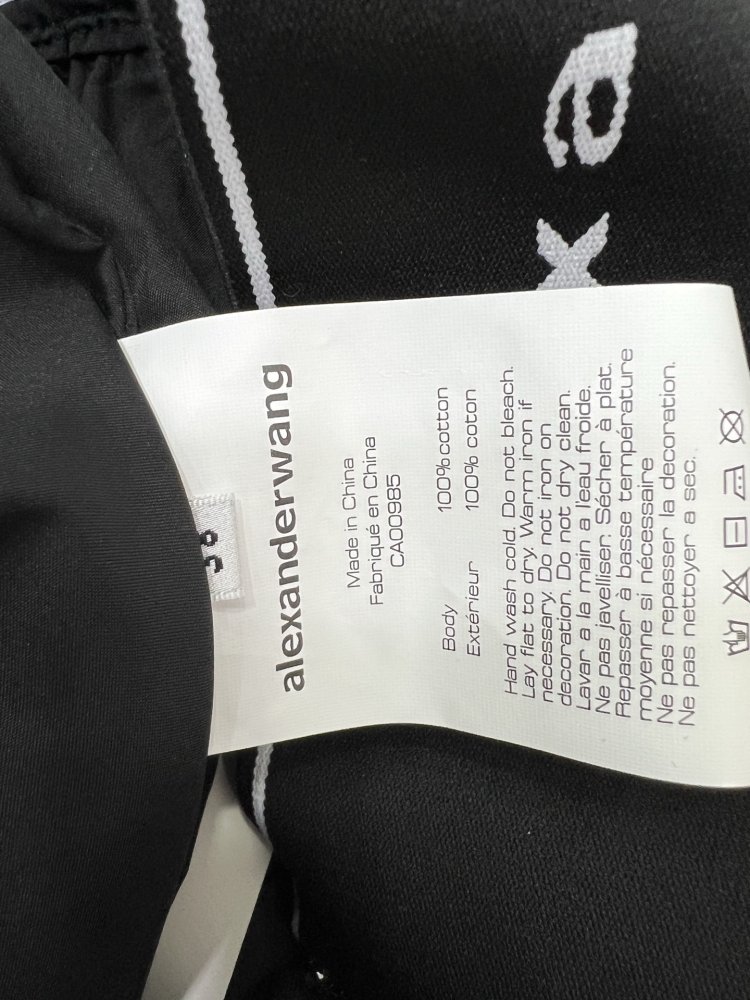 alexanderwang
Made in China
Fabriqué en China
CA00985
Body 100%cotton
Extérieur 100% coton
Hand wash cold. Do not bleach.
Lay flat to dry. Warm iron if
necessary. Do not iron on
decoration. Do not dry clean.
Lavar a la main a l'eau froide.
Ne pas javelliser. Sécher à plat.
Repasser à basse température
moyenne si nécessaire
Ne pas repasser la decoration.
Ne pas nettoyer a sec.
x a